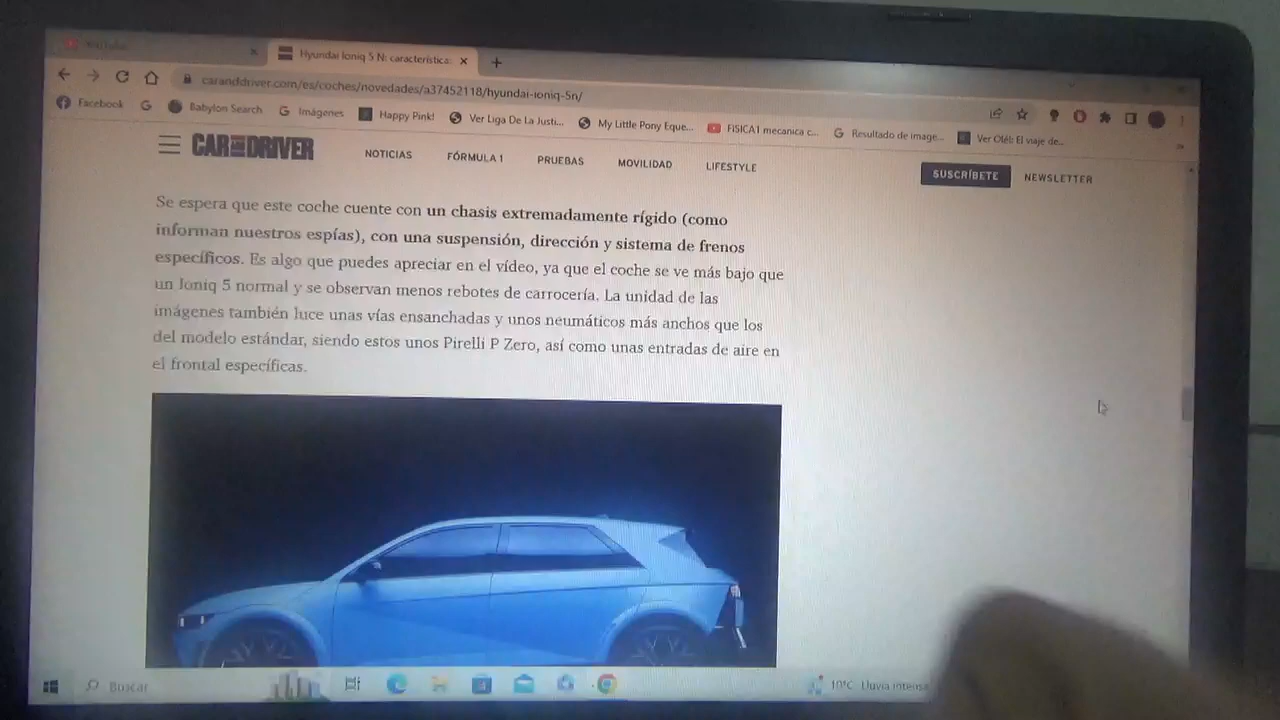 YouTube
Hyundai Ioniq 5 N: característica:
caranddriver.com/es/coches/novedades/a37452118/hyundai-ioniq-5n/
Facebook
Babylon Search
Imágenes
Happy Pink!
Ver Liga De La Justi...
My Little Pony Eque...
FISICA1 mecanica c...
Resultado de image...
Ver Olé!: El viaje de...
CAR AND DRIVER
NOTICIAS
FÓRMULA 1
PRUEBAS
MOVILIDAD
LIFESTYLE
SUSCRÍBETE
NEWSLETTER
Se espera que este coche cuente con un chasis extremadamente rígido (como
informan nuestros espías), con una suspensión, dirección y sistema de frenos
específicos. Es algo que puedes apreciar en el vídeo, ya que el coche se ve más bajo que
un Ioniq 5 normal y se observan menos rebotes de carrocería. La unidad de las
imágenes también luce unas vías ensanchadas y unos neumáticos más anchos que los
del modelo estándar, siendo estos unos Pirelli P Zero, así como unas entradas de aire en
el frontal específicas.
Buscar
10°C Lluvia intensa